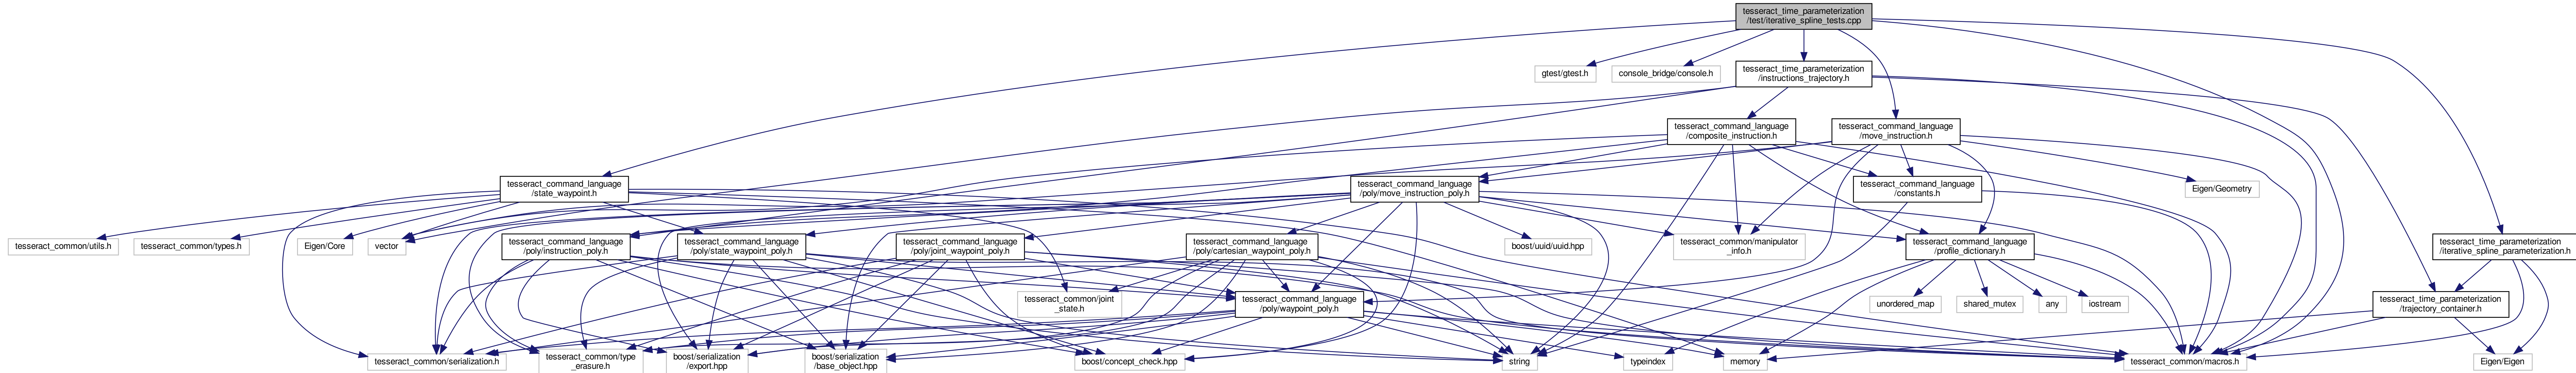 tesseract_time_parameterization
/test/iterative_spline_tests.cpp
gtest/gtest.h
console_bridge/console.h
tesseract_time_parameterization
/instructions_trajectory.h
tesseract_command_language
/composite_instruction.h
tesseract_command_language
/move_instruction.h
tesseract_command_language
/state_waypoint.h
tesseract_command_language
/poly/move_instruction_poly.h
tesseract_command_language
/constants.h
Eigen/Geometry
tesseract_common/utils.h
tesseract_common/types.h
Eigen/Core
vector
tesseract_command_language
/poly/instruction_poly.h
tesseract_command_language
/poly/state_waypoint_poly.h
tesseract_command_language
/poly/joint_waypoint_poly.h
tesseract_command_language
/poly/cartesian_waypoint_poly.h
boost/uuid/uuid.hpp
tesseract_common/manipulator
_info.h
tesseract_command_language
/profile_dictionary.h
tesseract_time_parameterization
/iterative_spline_parameterization.h
tesseract_common/joint
_state.h
tesseract_command_language
/poly/waypoint_poly.h
unordered_map
shared_mutex
any
iostream
tesseract_time_parameterization
/trajectory_container.h
tesseract_common/serialization.h
tesseract_common/type
_erasure.h
boost/serialization
/export.hpp
boost/serialization
/base_object.hpp
boost/concept_check.hpp
string
typeindex
memory
tesseract_common/macros.h
Eigen/Eigen